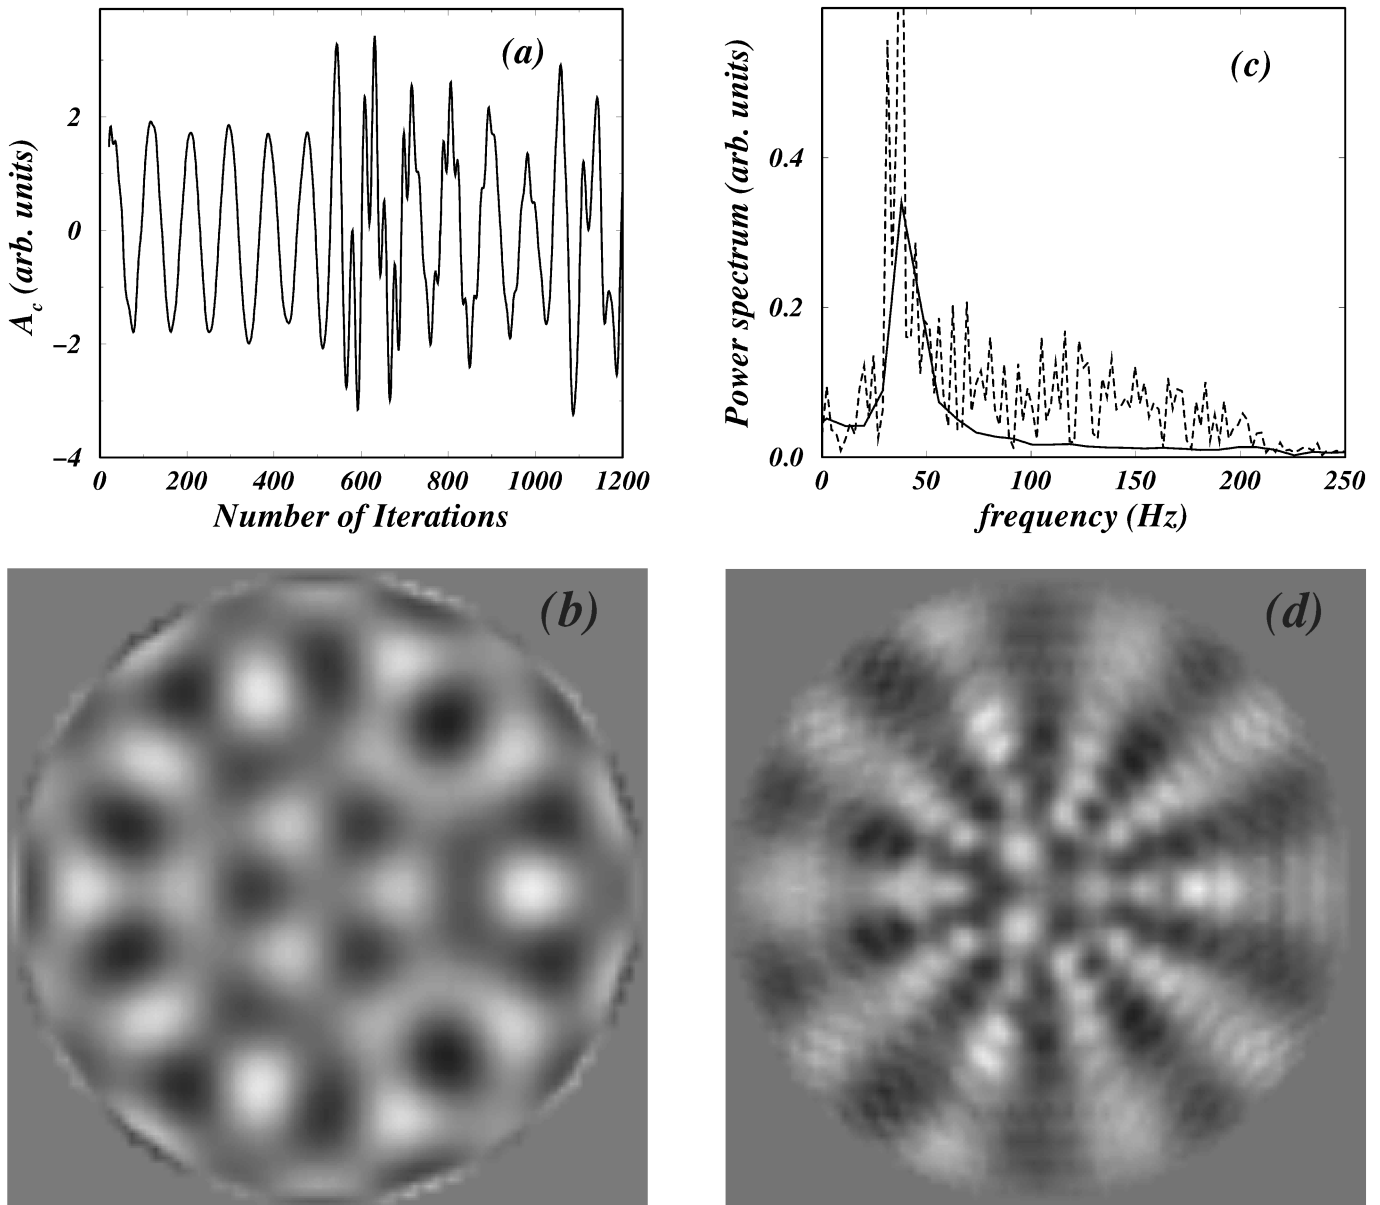 (a)
A_c (arb. units)
2
0
−2
−4
0 200 400 600 800 1000 1200
Number of Iterations
(c)
Power spectrum (arb. units)
0.4
0.2
0.0
0 50 100 150 200 250
frequency (Hz)
(b)
(d)